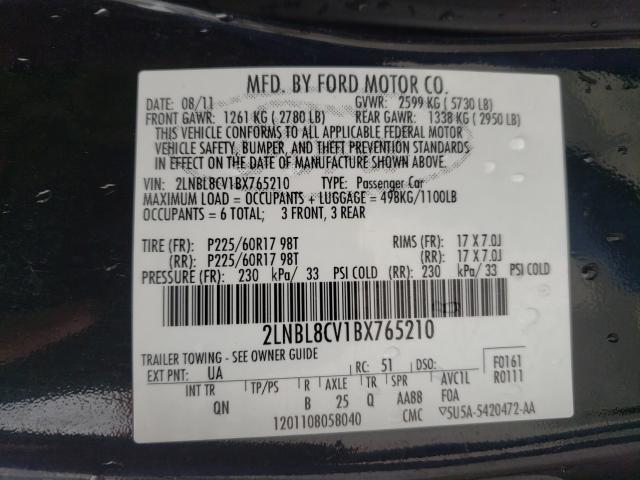 MFD. BY FORD MOTOR CO.
DATE: 08/11 GVWR: 2599 KG ( 5730 LB)
FRONT GAWR: 1261 KG ( 2780 LB) REAR GAWR: 1338 KG ( 2950 LB)
THIS VEHICLE CONFORMS TO ALL APPLICABLE FEDERAL MOTOR
VEHICLE SAFETY, BUMPER, AND THEFT PREVENTION STANDARDS
IN EFFECT ON THE DATE OF MANUFACTURE SHOWN ABOVE.
VIN: 2LNBL8CV1BX765210 TYPE: Passenger Car
MAXIMUM LOAD = OCCUPANTS + LUGGAGE = 498KG/1100LB
OCCUPANTS = 6 TOTAL; 3 FRONT, 3 REAR
TIRE (FR): P225/60R17 98T RIMS (FR): 17 X 7.0J
(RR): P225/60R17 98T (RR): 17 X 7.0J
PRESSURE (FR): 230 kPa/ 33 PSI COLD (RR): 230 kPa/ 33 PSI COLD
2LNBL8CV1BX765210
TRAILER TOWING - SEE OWNER GUIDE
EXT PNT: UA RC: 51 DSO: F0161
R0111
INT TR TP/PS R AXLE TR SPR AVC1L
QN B 25 Q AA88 FOA
1201108058040 CMC ▽5U5A-5420472-AA